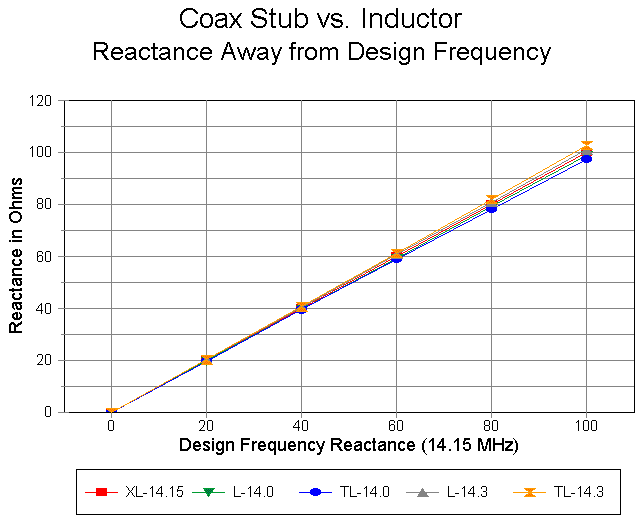 Coax Stub vs. Inductor
Reactance Away from Design Frequency
Reactance in Ohms
120
100
80
60
40
20
0
0 20 40 60 80 100
Design Frequency Reactance (14.15 MHz)
XL-14.15 L-14.0 TL-14.0 L-14.3 TL-14.3